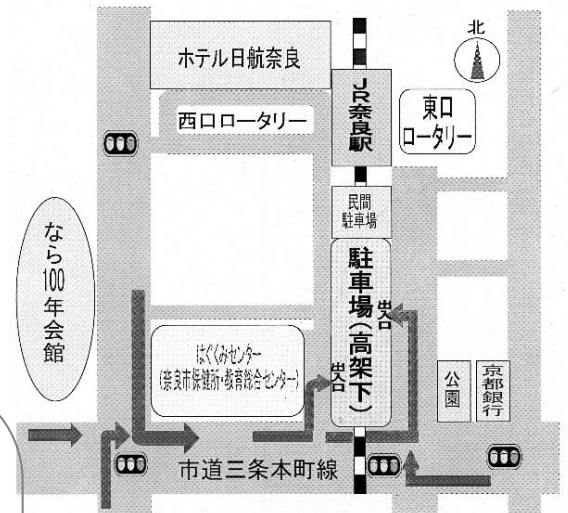 北
ホテル日航奈良
JR奈良駅
東口
ロータリー
西口ロータリー
民間
駐車場
なら100年会館
駐車場(高架下)
出入口
出入口
はぐくみセンター
(奈良市保健所・教育総合センター)
公園
京都銀行
市道三条本町線